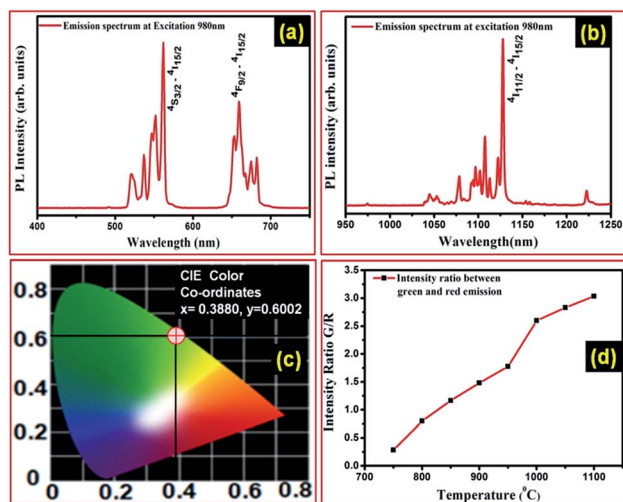 Emission spectrum at Excitation 980nm
(a)
⁴S₃/₂ - ⁴I₁₅/₂
⁴F₉/₂ - ⁴I₁₅/₂
PL Intensity (arb. units)
400 500 600 700
Wavelength (nm)
Emission spectrum at excitation 980nm
(b)
⁴I₁₁/₂ - ⁴I₁₅/₂
PL intensity (arb. units)
950 1000 1050 1100 1150 1200 1250
Wavelength(nm)
CIE Color
Co-ordinates
x= 0.3880, y=0.6002
(c)
0.8
0.6
0.4
0.2
0
0 0.2 0.4 0.6 0.8
Intensity ratio between
green and red emission
(d)
Intensity Ratio G/R
3.5
3.0
2.5
2.0
1.5
1.0
0.5
0.0
700 800 900 1000 1100
Temperature (⁰C)